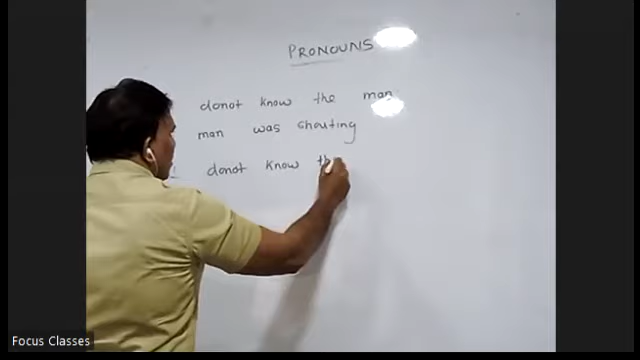 PRONOUNS
donot know the man
man was shouting
donot know th
Focus Classes